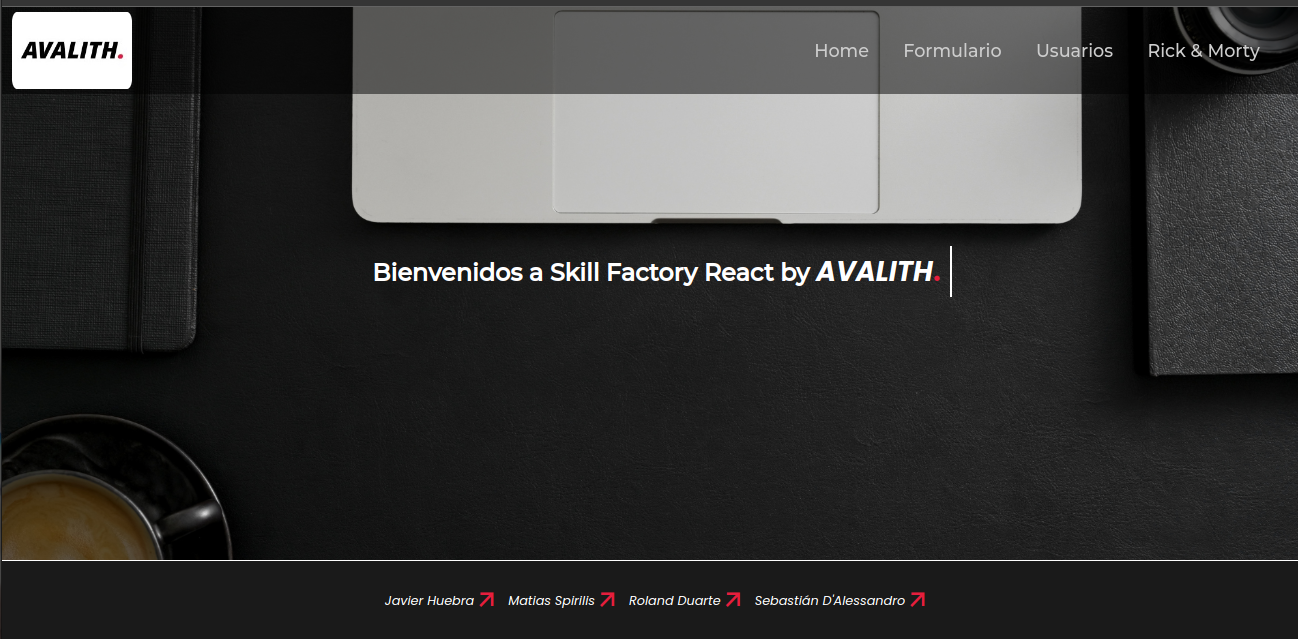 AVALITH.
Home Formulario Usuarios Rick & Morty
Bienvenidos a Skill Factory React by AVALITH.
Javier Huebra Matias Spirilis Roland Duarte Sebastián D'Alessandro